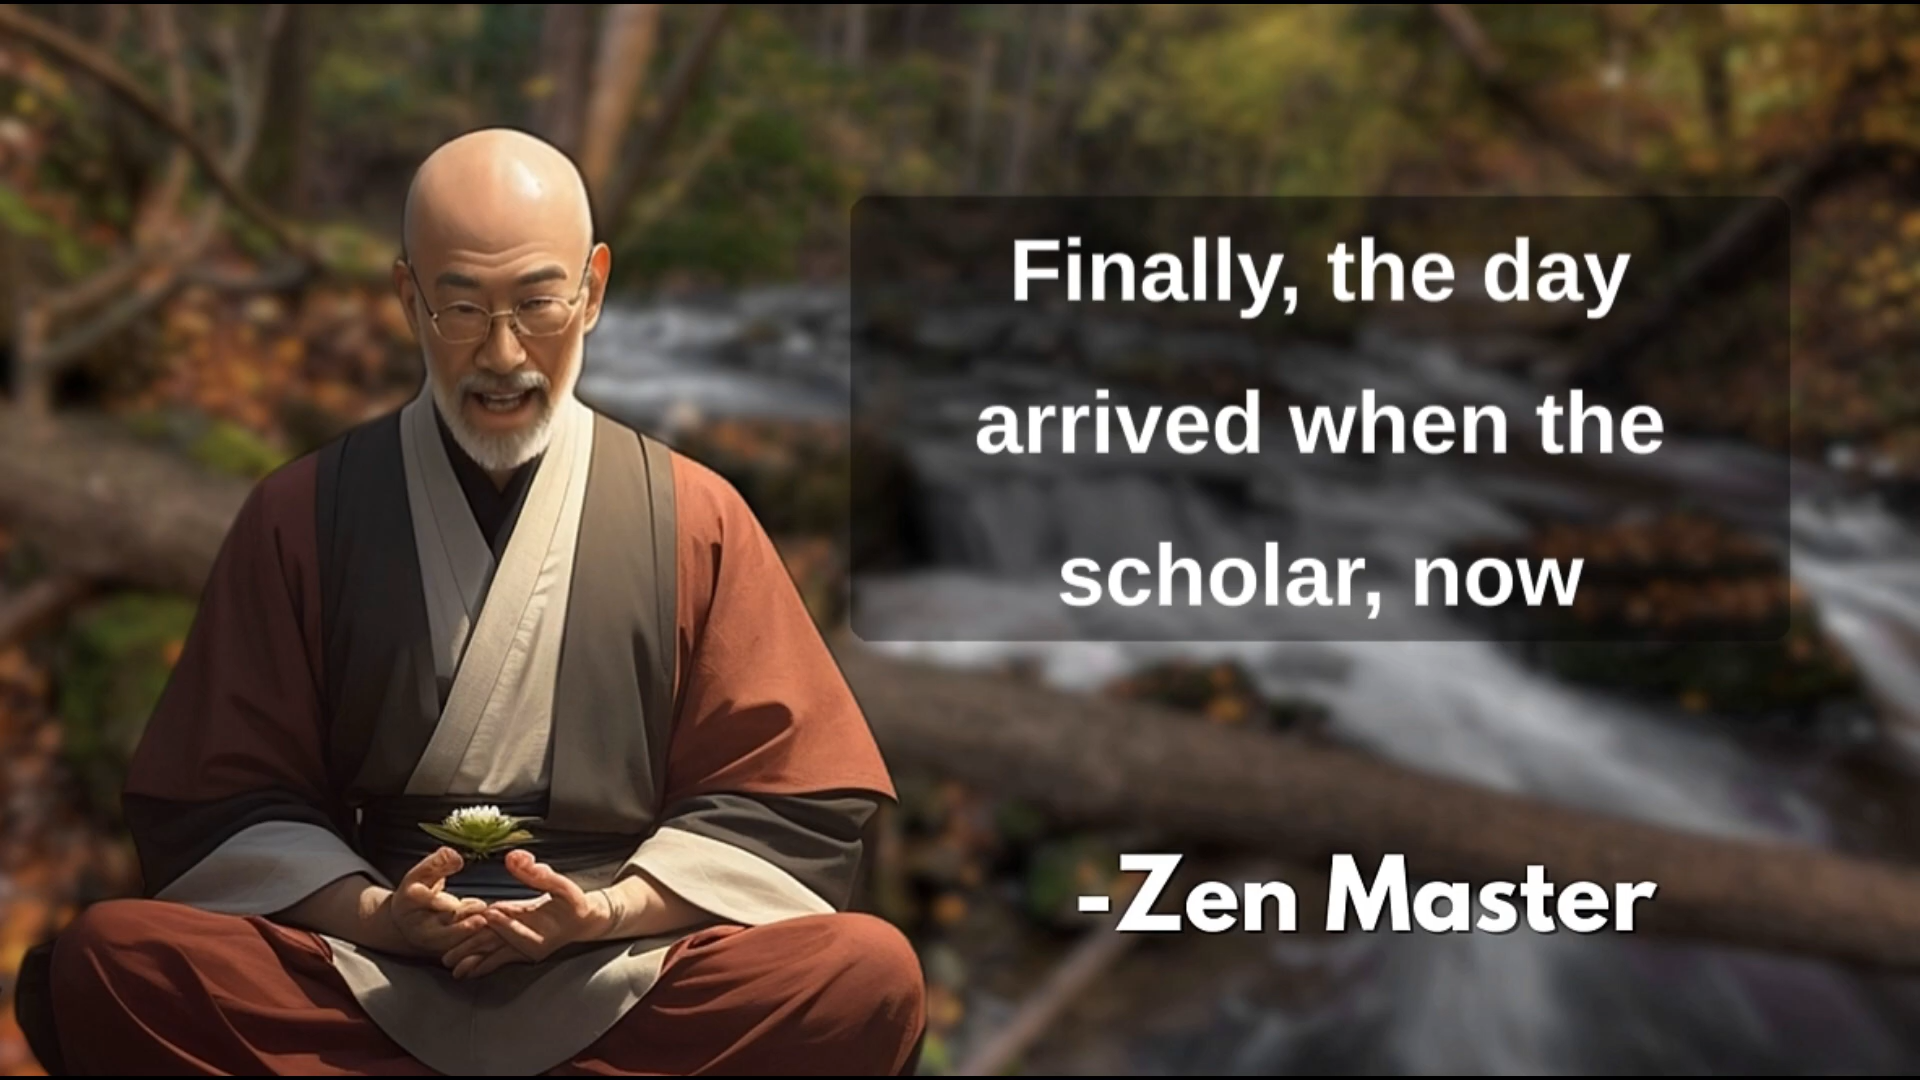 Finally, the day
arrived when the
scholar, now
-Zen Master